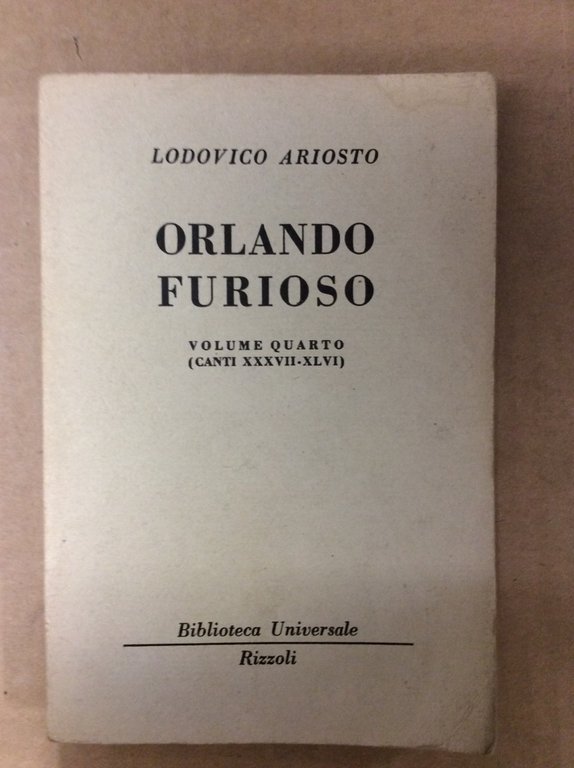 LODOVICO ARIOSTO
ORLANDO
FURIOSO
VOLUME QUARTO
(CANTI XXXVII-XLVI)
Biblioteca Universale
Rizzoli